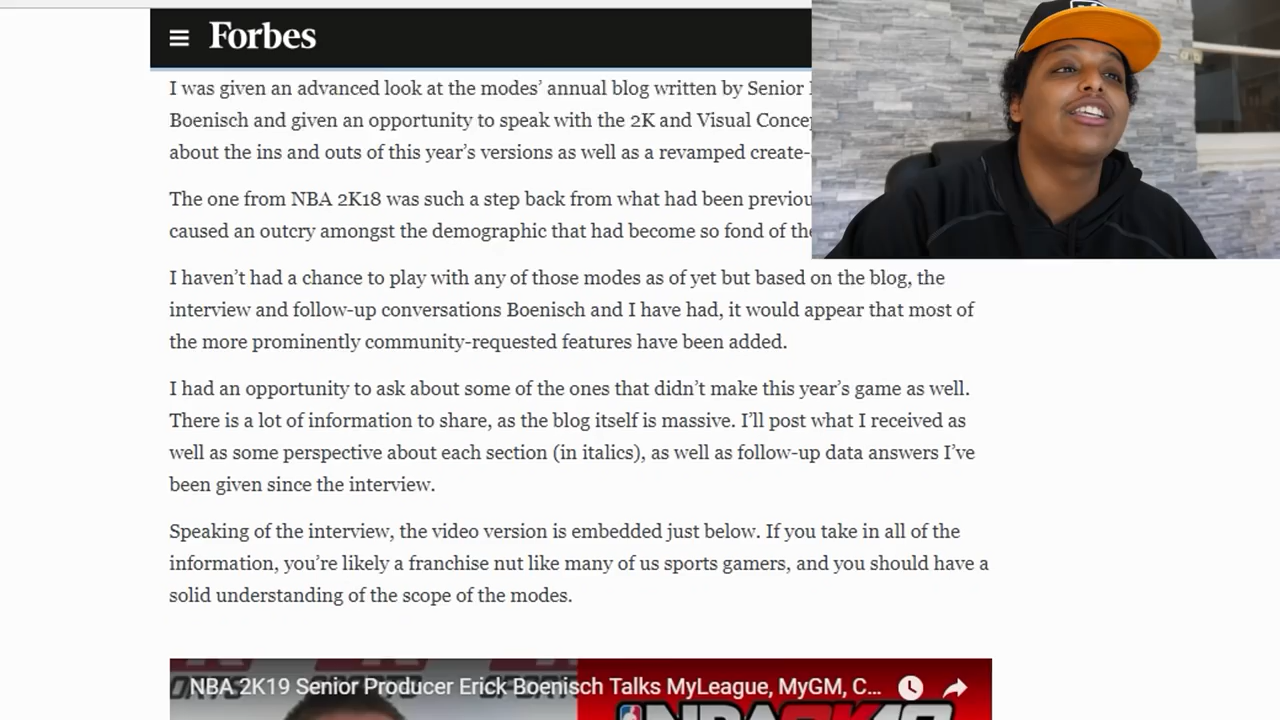 Forbes
I was given an advanced look at the modes’ annual blog written by Senior
Boenisch and given an opportunity to speak with the 2K and Visual
about the ins and outs of this year’s versions as well as a revamped create-
The one from NBA 2K18 was such a step back from what had been
caused an outcry amongst the demographic that had become so fond of
I haven’t had a chance to play with any of those modes as of yet but based on the blog, the
interview and follow-up conversations Boenisch and I have had, it would appear that most of
the more prominently community-requested features have been added.
I had an opportunity to ask about some of the ones that didn’t make this year’s game as well.
There is a lot of information to share, as the blog itself is massive. I’ll post what I received as
well as some perspective about each section (in italics), as well as follow-up data answers I’ve
been given since the interview.
Speaking of the interview, the video version is embedded just below. If you take in all of the
information, you’re likely a franchise nut like many of us sports gamers, and you should have a
solid understanding of the scope of the modes.
NBA 2K19 Senior Producer Erick Boenisch Talks MyLeague, MyGM, C...
NBA2K19